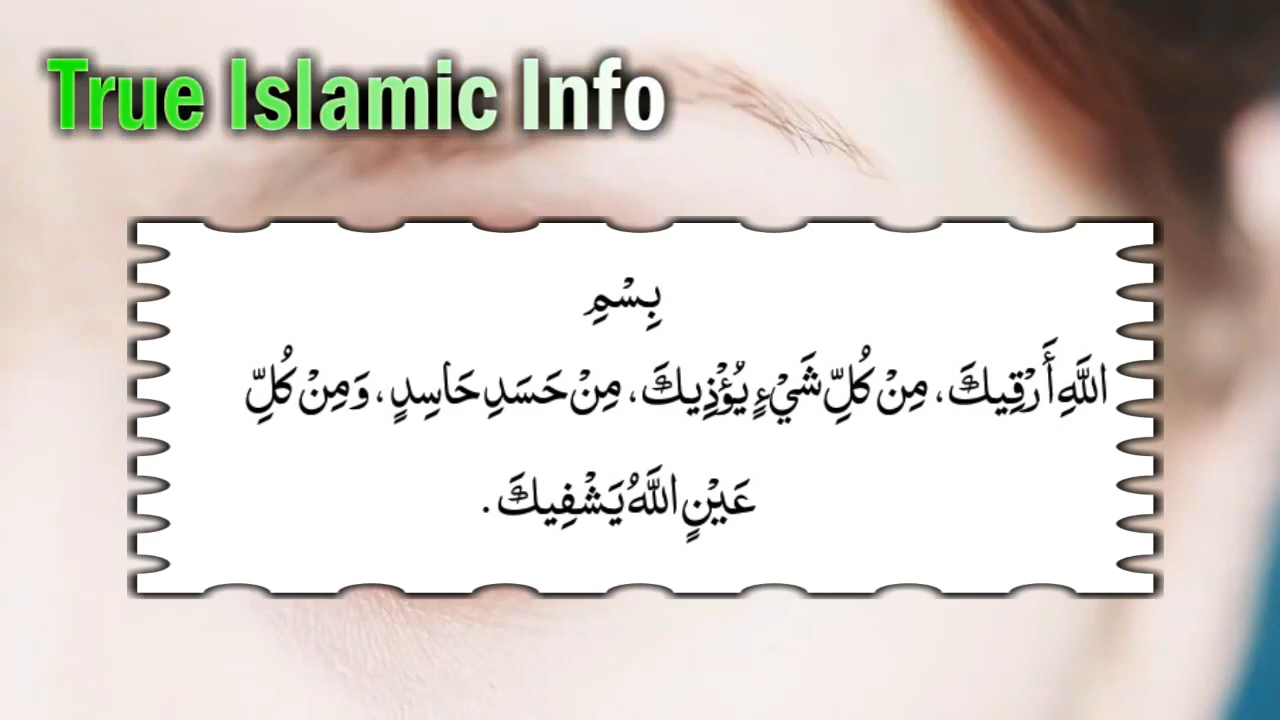 True Islamic Info
بِسْمِ
اللَّهِ أَرْقِيكَ، مِنْ كُلِّ شَيْءٍ يُؤْذِيكَ، مِنْ حَسَدِ حَاسِدٍ، وَمِنْ كُلِّ
عَيْنٍ اللَّهُ يَشْفِيكَ.